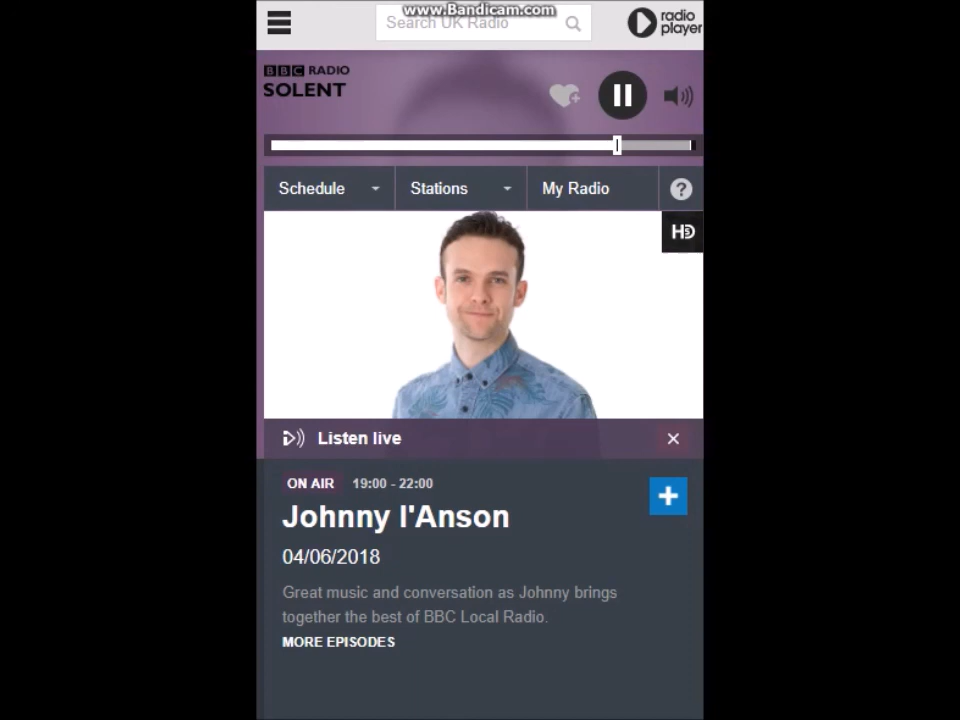 www.Bandicam.com
Search UK Radio
radio
player
BBC RADIO
SOLENT
Schedule
Stations
My Radio
?
HD
Listen live
ON AIR 19:00 - 22:00
Johnny I'Anson
04/06/2018
Great music and conversation as Johnny brings
together the best of BBC Local Radio.
MORE EPISODES